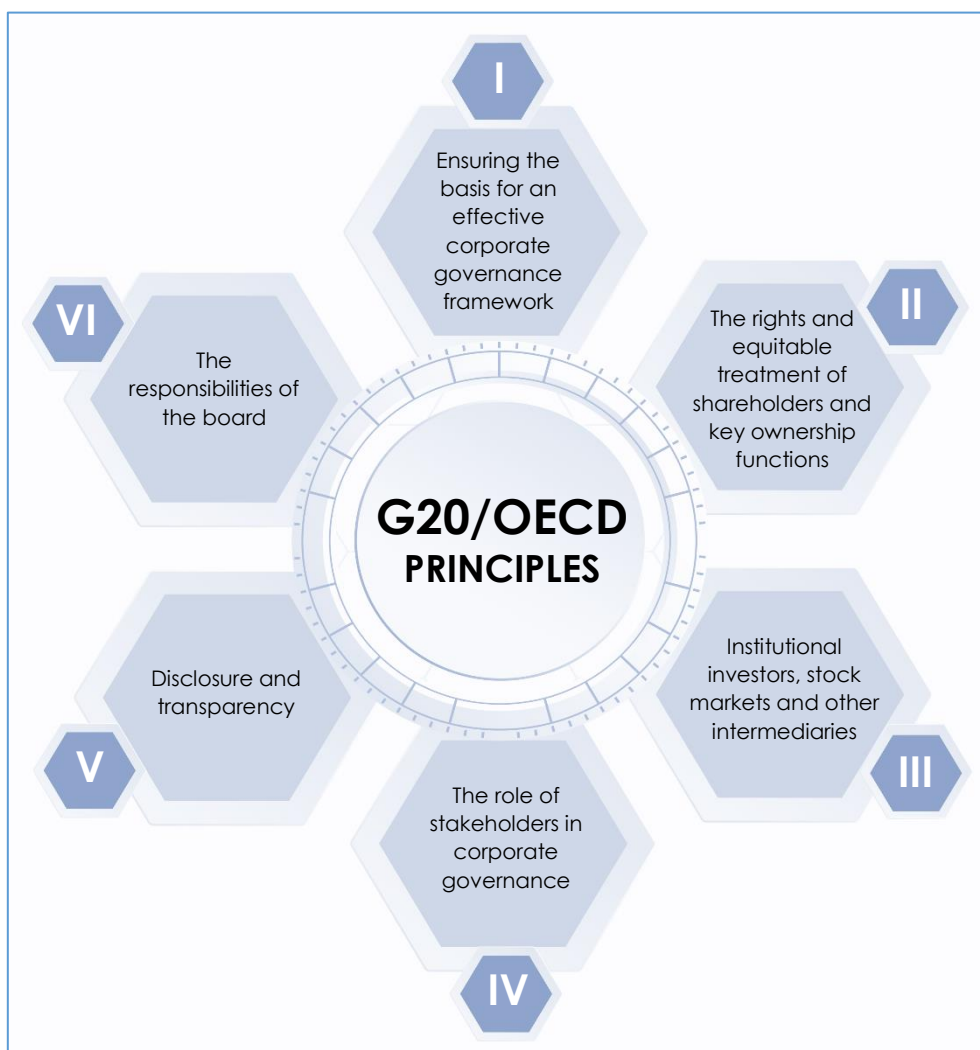 I
Ensuring the
basis for an
effective
corporate
governance
framework
II
The rights and
equitable
treatment of
shareholders and
key ownership
functions
III
Institutional
investors, stock
markets and other
intermediaries
IV
The role of
stakeholders in
corporate
governance
V
Disclosure and
transparency
VI
The
responsibilities of
the board
G20/OECD
PRINCIPLES